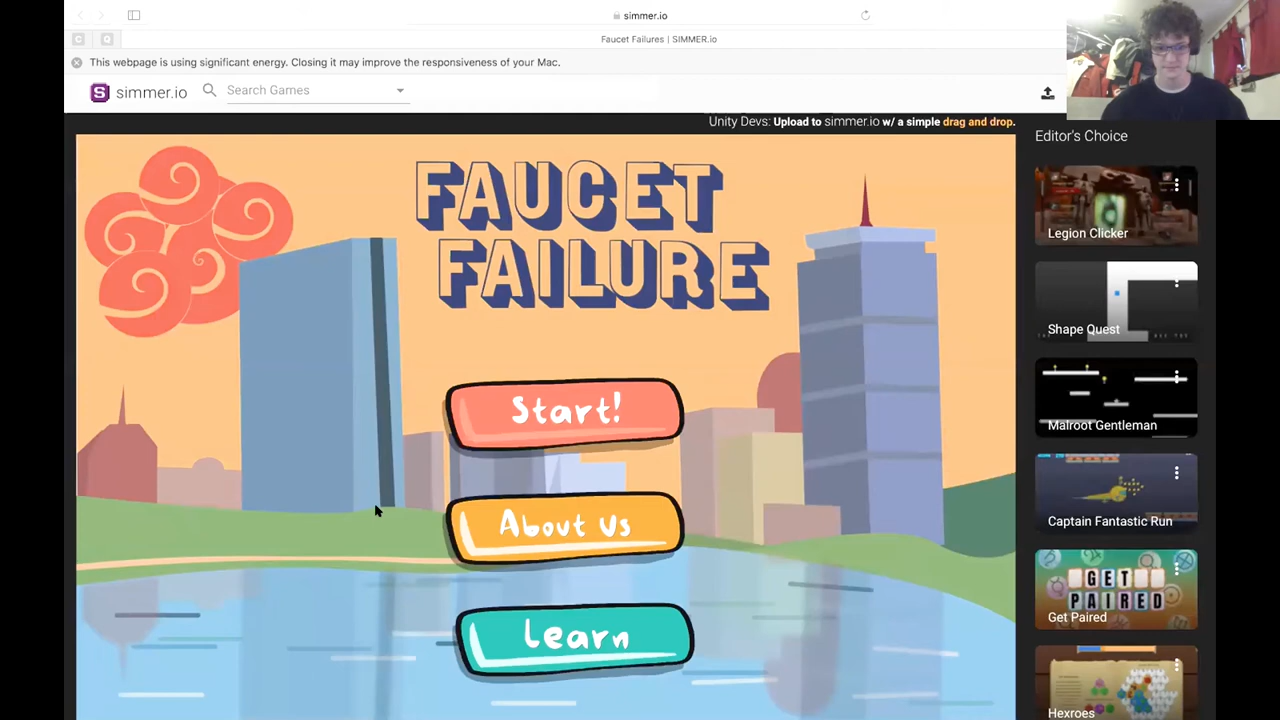 simmer.io
C
Q
Faucet Failures | SIMMER.io
This webpage is using significant energy. Closing it may improve the responsiveness of your Mac.
S simmer.io
Search Games
Unity Devs: Upload to simmer.io w/ a simple drag and drop.
FAUCET
FAILURE
Start!
About Us
Learn
Editor's Choice
Legion Clicker
Shape Quest
Malroot Gentleman
Captain Fantastic Run
GET
PAIRED
Get Paired
Hexroes